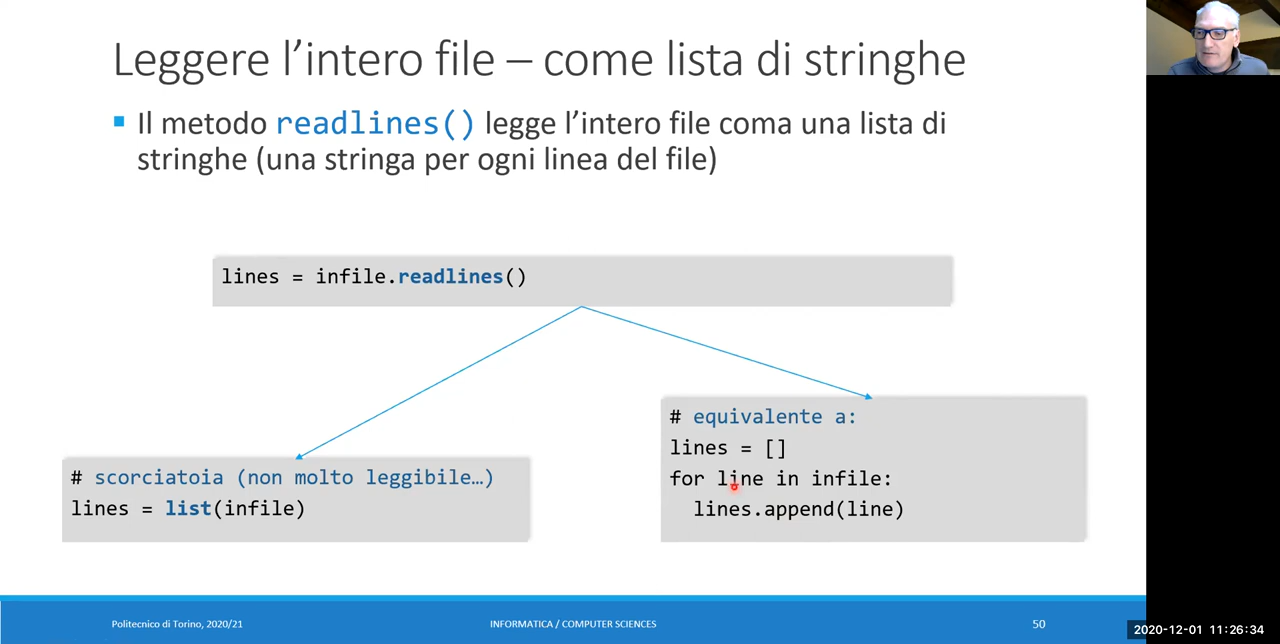 Leggere l’intero file – come lista di stringhe
Il metodo readlines() legge l’intero file coma una lista di
stringhe (una stringa per ogni linea del file)
lines = infile.readlines()
# scorciatoia (non molto leggibile…)
lines = list(infile)
# equivalente a:
lines = []
for line in infile:
lines.append(line)
Politecnico di Torino, 2020/21
INFORMATICA / COMPUTER SCIENCES
50
2020-12-01 11:26:34